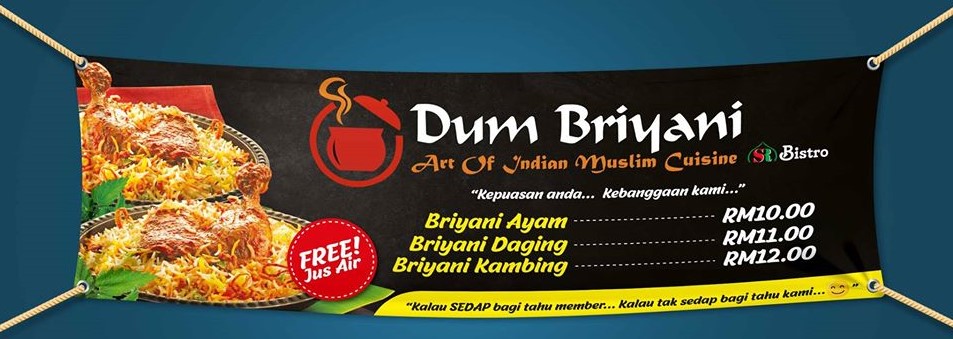 Dum Briyani
Art Of Indian Muslim Cuisine SR Bistro
"Kepuasan anda... Kebanggaan kami..."
Briyani Ayam ---------------- RM10.00
Briyani Daging ---------------- RM11.00
Briyani Kambing ---------------- RM12.00
FREE!
Jus Air
"Kalau SEDAP bagi tahu member... Kalau tak sedap bagi tahu kami... 😊"